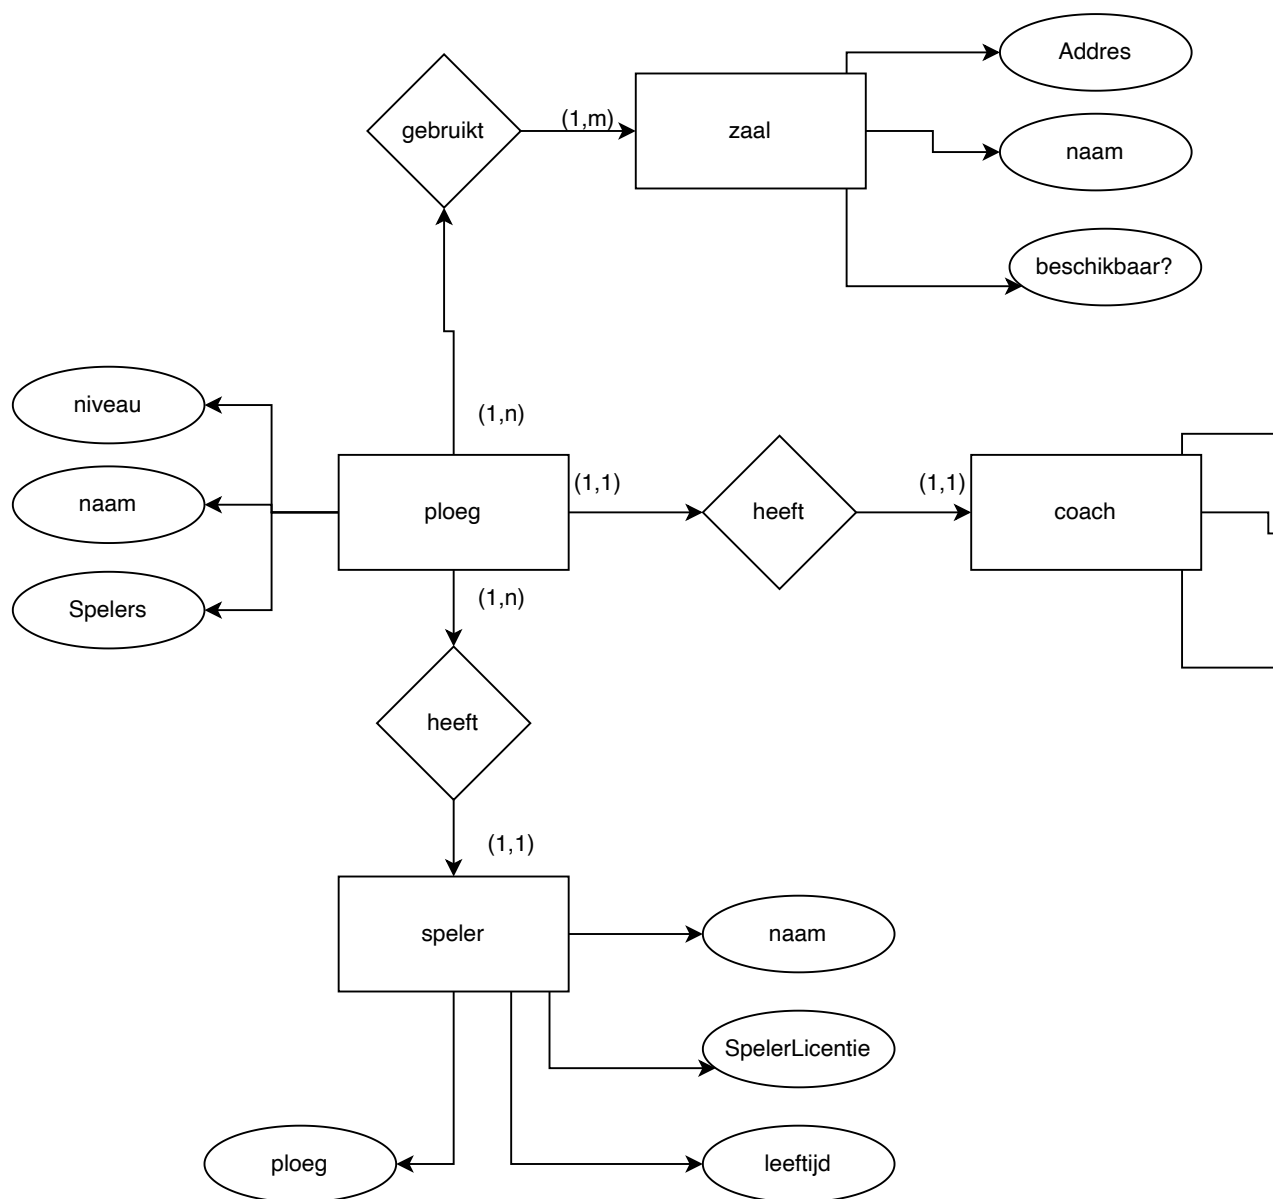 Addres
gebruikt
(1,m)
zaal
naam
beschikbaar?
niveau
(1,n)
naam
ploeg
(1,1)
heeft
(1,1)
coach
Spelers
(1,n)
heeft
(1,1)
speler
naam
SpelerLicentie
ploeg
leeftijd